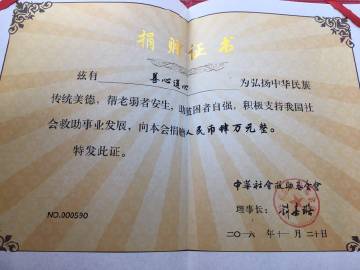 捐赠证书
兹有 善心速心 为弘扬中华民族
传统美德，帮老弱者安生，助贫困者自强，积极支持我国社
会救助事业发展，向本会捐赠人民币肆万元整。
特发此证。
中华社会救助基金会
理事长：
NO.000590
二〇一六年十一月二十日